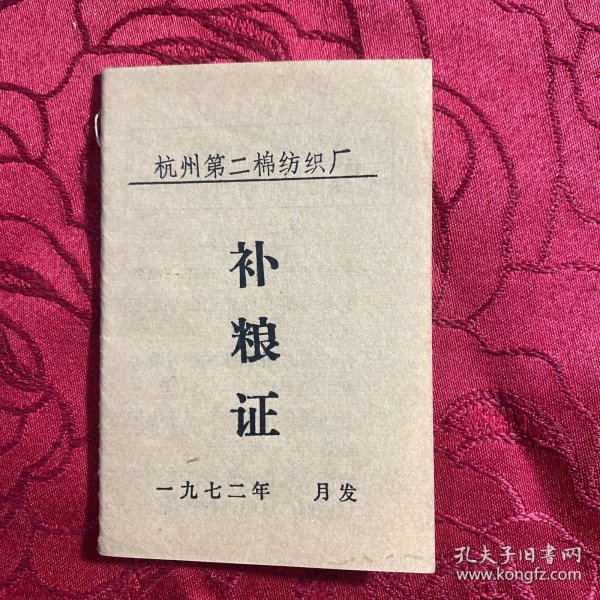 杭州第二棉纺织厂
补
粮
证
一九七二年 月发
孔夫子旧書网
www.kongfz.com